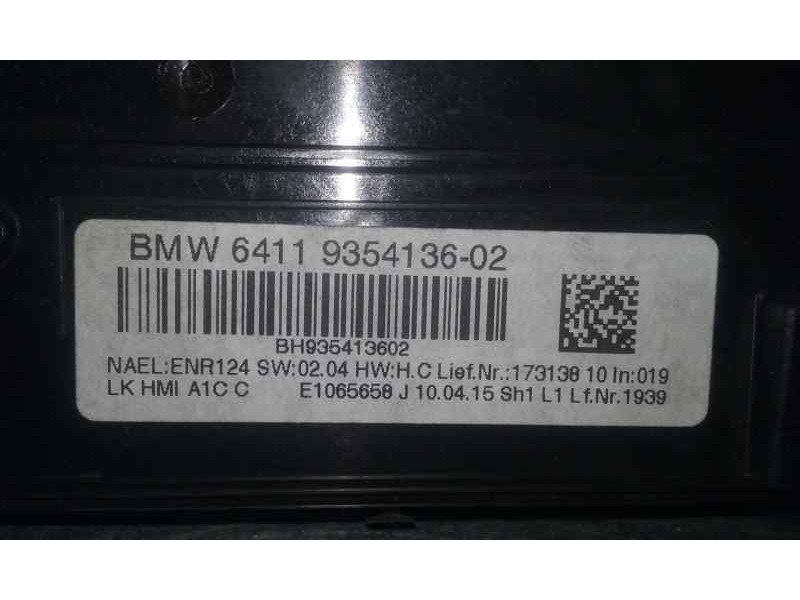 BMW 6411 9354136-02
BH935413602
NAEL:ENR124 SW:02.04 HW:H.C Lief.Nr.:173138 10 In:019
LK HMI A1C C E1065658 J 10.04.15 Sh1 L1 Lf.Nr.1939